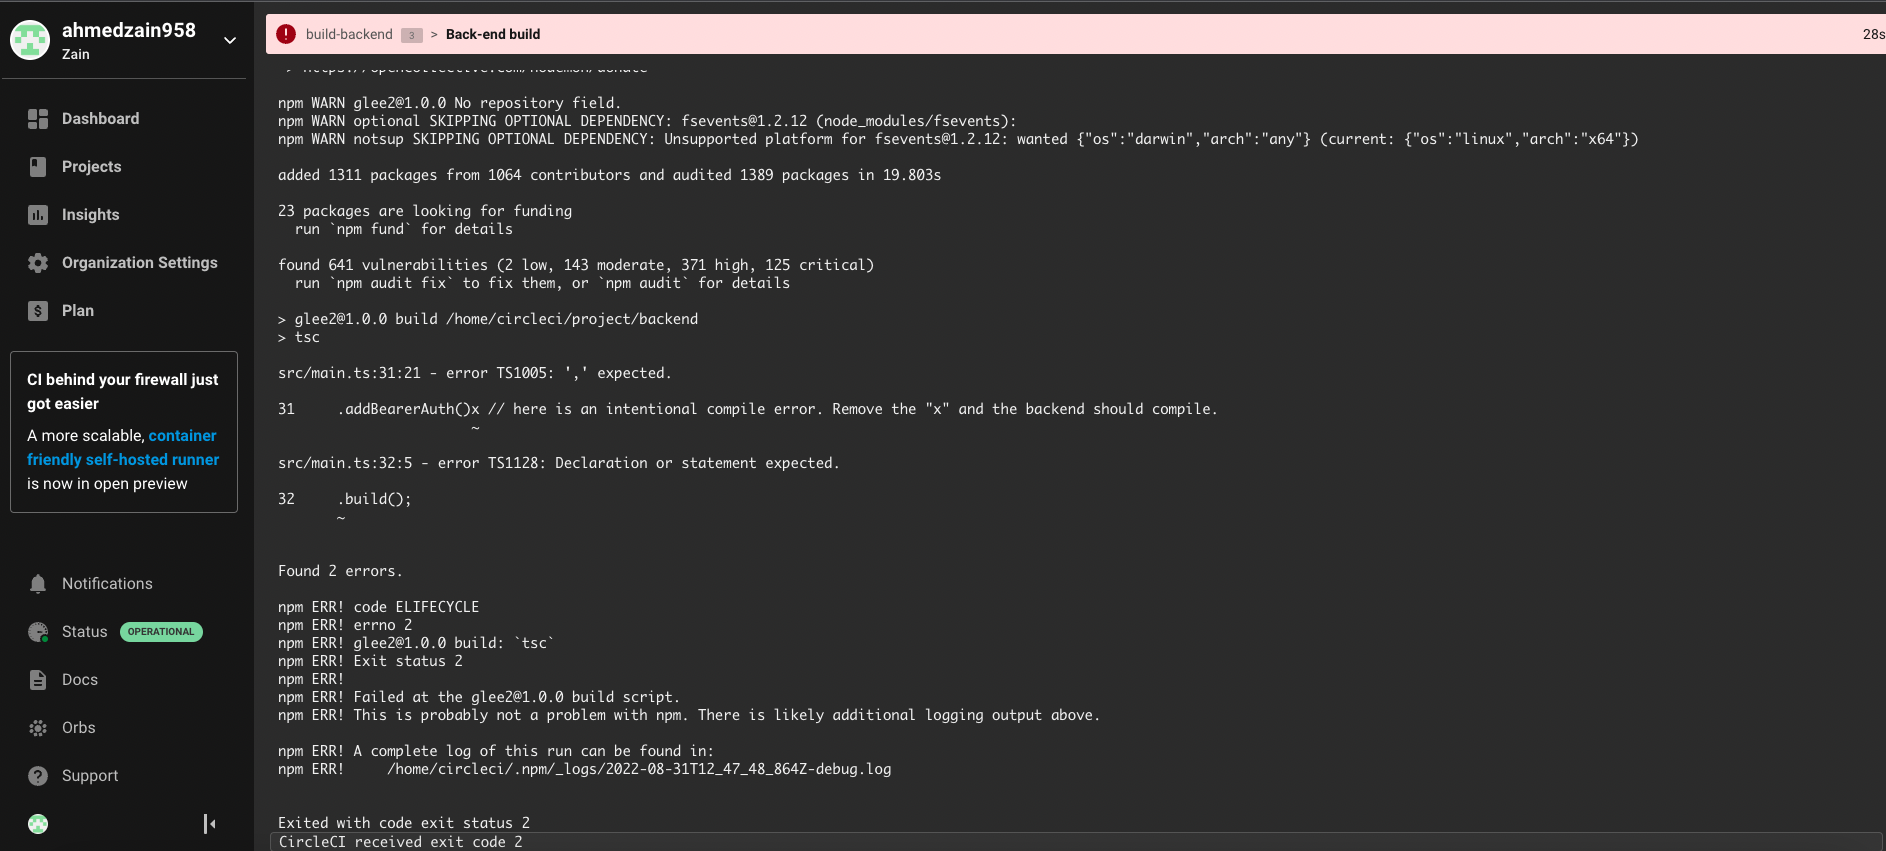 ahmedzain958
Zain
Dashboard
Projects
Insights
Organization Settings
Plan
CI behind your firewall just
got easier
A more scalable, container
friendly self-hosted runner
is now in open preview
Notifications
Status OPERATIONAL
Docs
Orbs
Support
build-backend 3 > Back-end build 28s
> https://opencollective.com/nodemon/donate
npm WARN glee2@1.0.0 No repository field.
npm WARN optional SKIPPING OPTIONAL DEPENDENCY: fsevents@1.2.12 (node_modules/fsevents):
npm WARN notsup SKIPPING OPTIONAL DEPENDENCY: Unsupported platform for fsevents@1.2.12: wanted {"os":"darwin","arch":"any"} (current: {"os":"linux","arch":"x64"})
added 1311 packages from 1064 contributors and audited 1389 packages in 19.803s
23 packages are looking for funding
run `npm fund` for details
found 641 vulnerabilities (2 low, 143 moderate, 371 high, 125 critical)
run `npm audit fix` to fix them, or `npm audit` for details
> glee2@1.0.0 build /home/circleci/project/backend
> tsc
src/main.ts:31:21 - error TS1005: ',' expected.
31     .addBearerAuth()x // here is an intentional compile error. Remove the "x" and the backend should compile.
~
src/main.ts:32:5 - error TS1128: Declaration or statement expected.
32     .build();
~
Found 2 errors.
npm ERR! code ELIFECYCLE
npm ERR! errno 2
npm ERR! glee2@1.0.0 build: `tsc`
npm ERR! Exit status 2
npm ERR!
npm ERR! Failed at the glee2@1.0.0 build script.
npm ERR! This is probably not a problem with npm. There is likely additional logging output above.
npm ERR! A complete log of this run can be found in:
npm ERR!     /home/circleci/.npm/_logs/2022-08-31T12_47_48_864Z-debug.log
Exited with code exit status 2
CircleCI received exit code 2